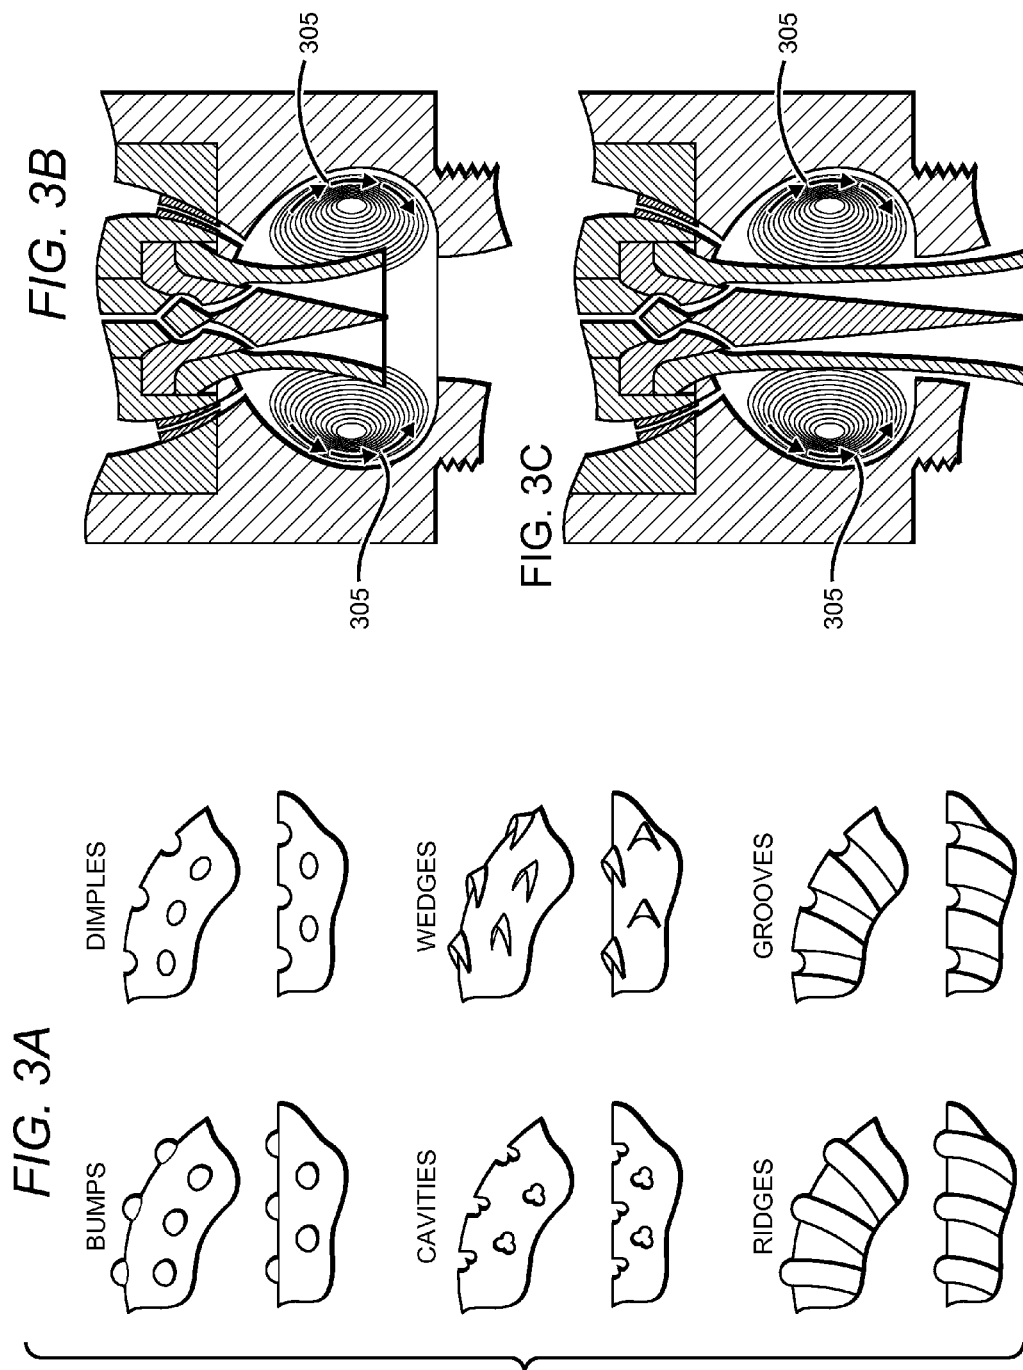 FIG. 3A
BUMPS
DIMPLES
CAVITIES
WEDGES
RIDGES
GROOVES
FIG. 3B
305
305
FIG. 3C
305
305